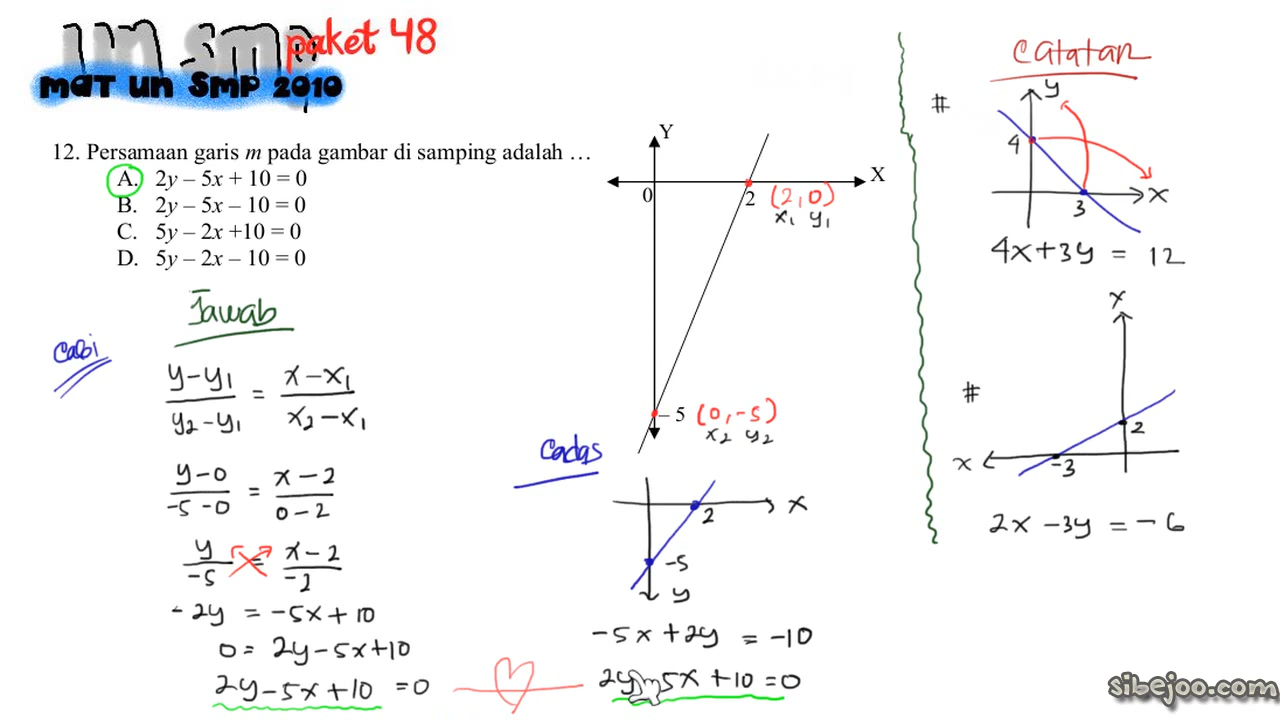 un smp
paket 48
MAT UN SMP 2010
12. Persamaan garis m pada gambar di samping adalah …
A. 2y – 5x + 10 = 0
B. 2y – 5x – 10 = 0
C. 5y – 2x +10 = 0
D. 5y – 2x – 10 = 0
Y
X
0
2
(2,0)
x₁ y₁
– 5
(0,-5)
x₂ y₂
Jawab
Cabi
y-y₁/y₂-y₁ = x-x₁/x₂-x₁
y-0/-5-0 = x-2/0-2
y/-5 = x-2/-2
-2y = -5x+10
0 = 2y-5x+10
2y-5x+10 = 0
Cadas
x
2
-5
y
-5x+2y = -10
2y 5x+10 = 0
Catatan
#
y
4
3
x
4x+3y = 12
x
#
2
x
-3
2x-3y = -6
sibejoo.com